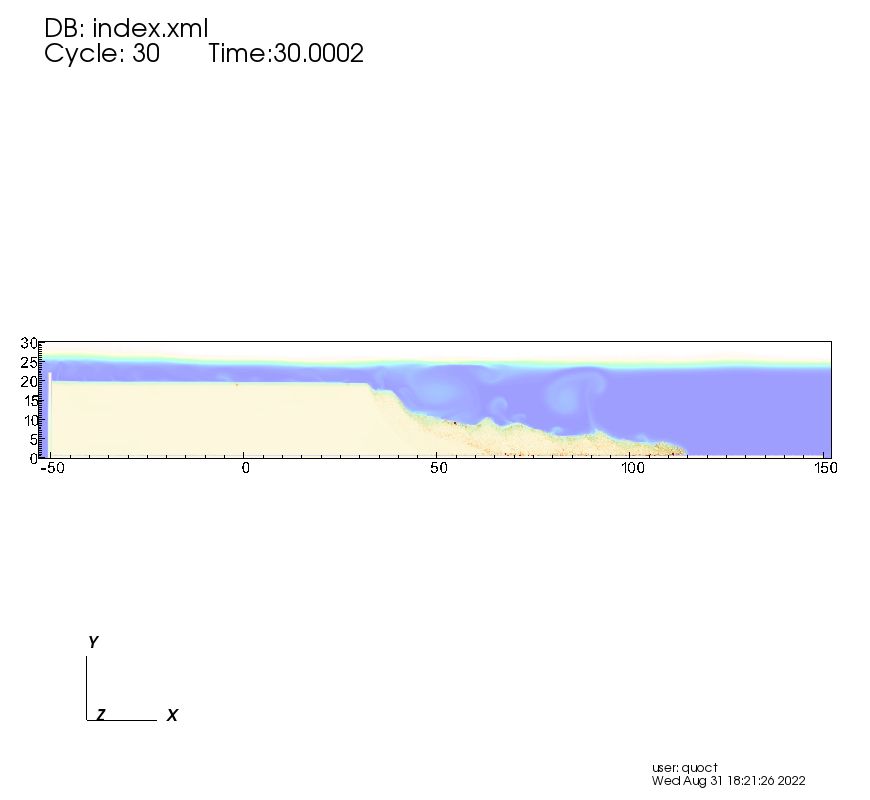 DB: index.xml
Cycle: 30 Time:30.0002
30
25
20
15
10
5
0
-50 0 50 100 150
Y
Z X
user: quoct
Wed Aug 31 18:21:26 2022